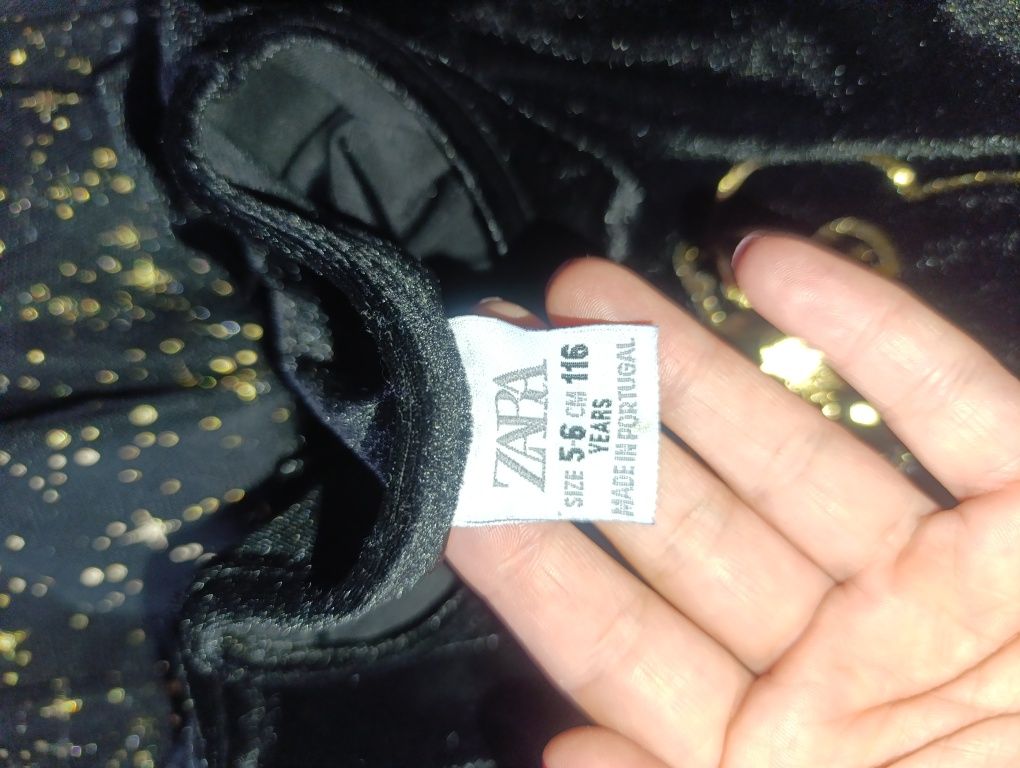 ZARA
SIZE 5-6 CM 116
YEARS
MADE IN PORTUGAL